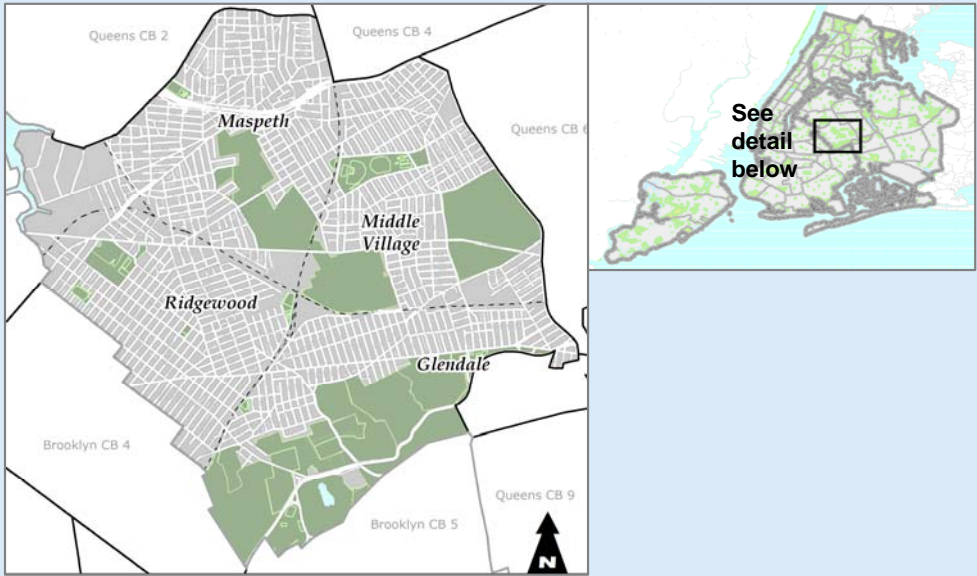 Queens CB 2
Queens CB 4
Maspeth
Queens CB 6
Middle
Village
Ridgewood
Glendale
Brooklyn CB 4
Queens CB 9
Brooklyn CB 5
N
See
detail
below